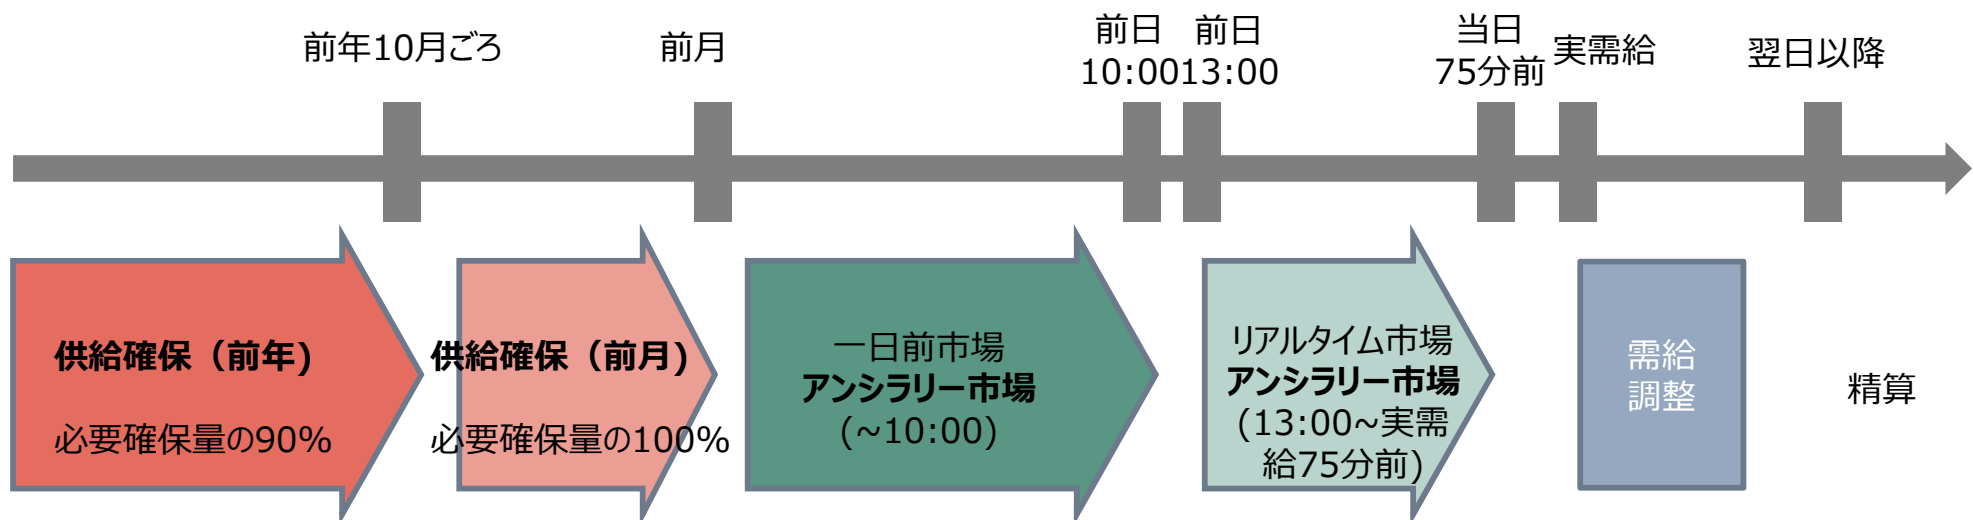 前年10月ごろ
前月
前日
10:00
前日
13:00
当日
75分前
実需給
翌日以降
供給確保（前年)
必要確保量の90%
供給確保（前月)
必要確保量の100%
一日前市場
アンシラリー市場
(~10:00)
リアルタイム市場
アンシラリー市場
(13:00~実需
給75分前)
需給
調整
精算